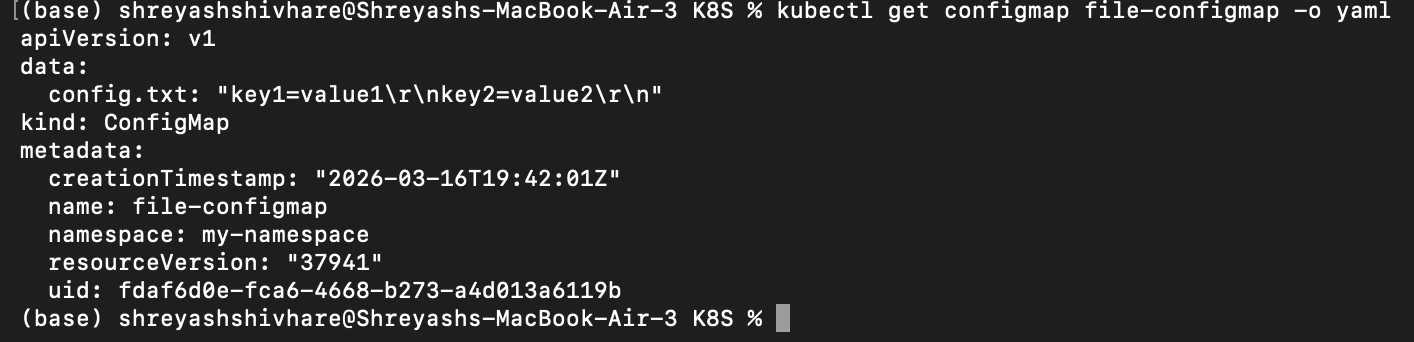 [(base) shreyashshivhare@Shreyashs-MacBook-Air-3 K8S % kubectl get configmap file-configmap -o yaml
apiVersion: v1
data:
  config.txt: "key1=value1\r\nkey2=value2\r\n"
kind: ConfigMap
metadata:
  creationTimestamp: "2026-03-16T19:42:01Z"
  name: file-configmap
  namespace: my-namespace
  resourceVersion: "37941"
  uid: fdaf6d0e-fca6-4668-b273-a4d013a6119b
(base) shreyashshivhare@Shreyashs-MacBook-Air-3 K8S %